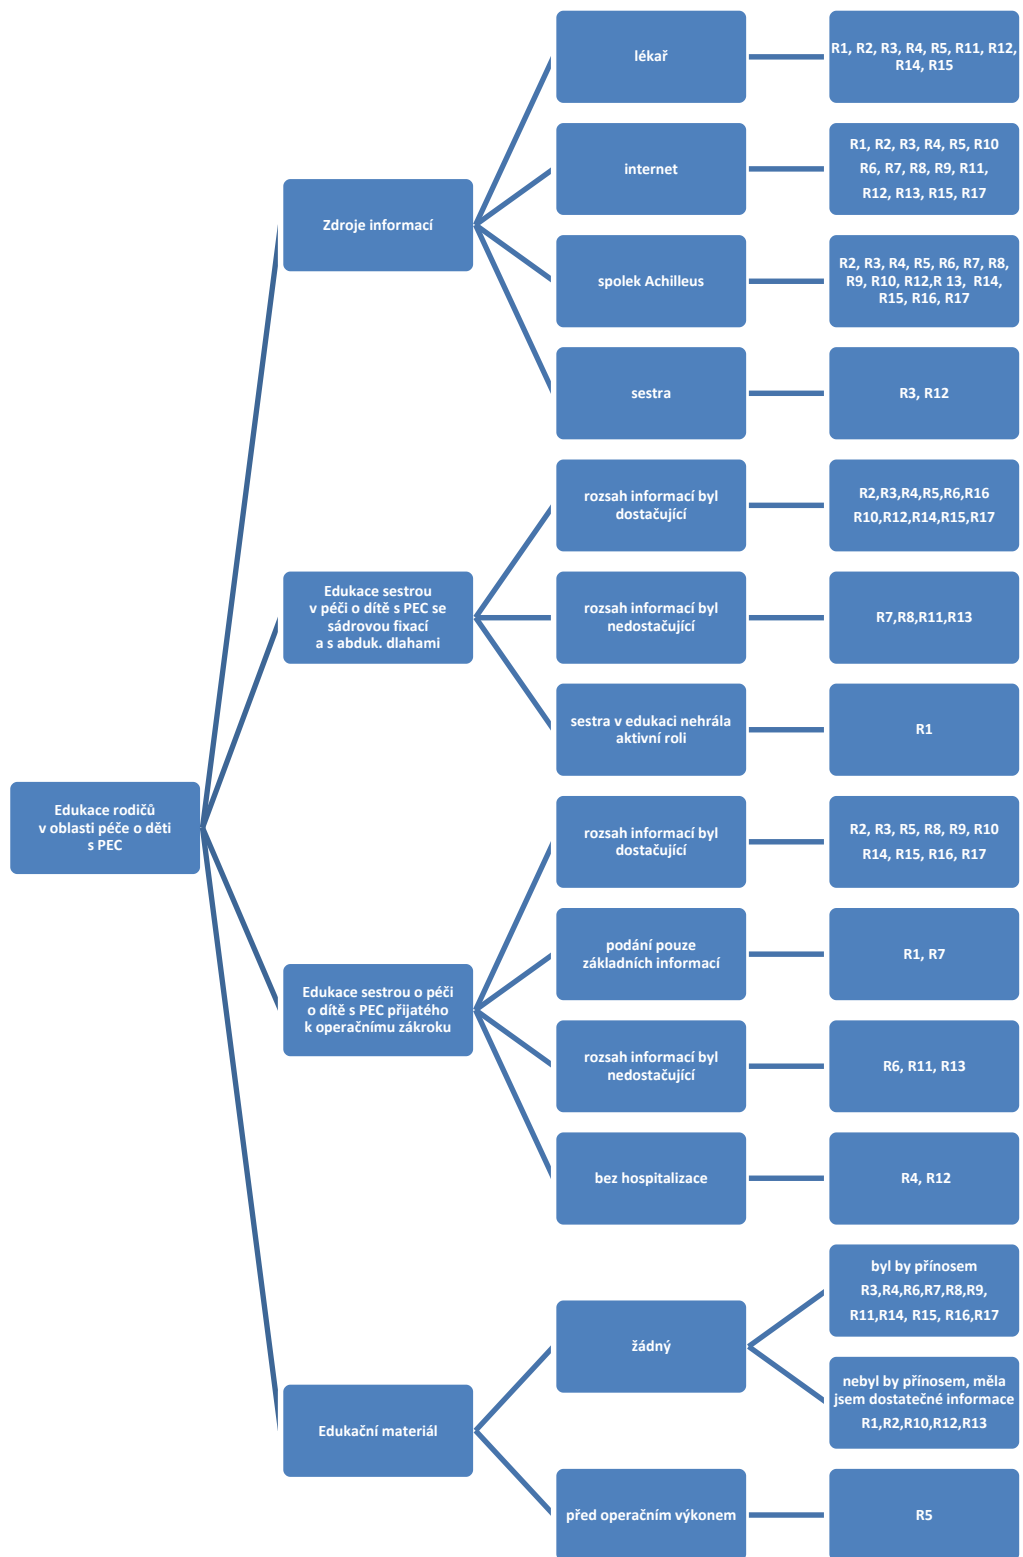 Edukace rodičů
v oblasti péče o děti
s PEC
Zdroje informací
lékař
R1, R2, R3, R4, R5, R11, R12,
R14, R15
internet
R1, R2, R3, R4, R5, R10
R6, R7, R8, R9, R11,
R12, R13, R15, R17
spolek Achilleus
R2, R3, R4, R5, R6, R7, R8,
R9, R10, R12,R 13, R14,
R15, R16, R17
sestra
R3, R12
Edukace sestrou
v péči o dítě s PEC se
sádrovou fixací
a s abduk. dlahami
rozsah informací byl
dostačující
R2,R3,R4,R5,R6,R16
R10,R12,R14,R15,R17
rozsah informací byl
nedostačující
R7,R8,R11,R13
sestra v edukaci nehrála
aktivní roli
R1
Edukace sestrou o péči
o dítě s PEC přijatého
k operačnímu zákroku
rozsah informací byl
dostačující
R2, R3, R5, R8, R9, R10
R14, R15, R16, R17
podání pouze
základních informací
R1, R7
rozsah informací byl
nedostačující
R6, R11, R13
bez hospitalizace
R4, R12
Edukační materiál
žádný
byl by přínosem
R3,R4,R6,R7,R8,R9,
R11,R14, R15, R16,R17
nebyl by přínosem, měla
jsem dostatečné informace
R1,R2,R10,R12,R13
před operačním výkonem
R5